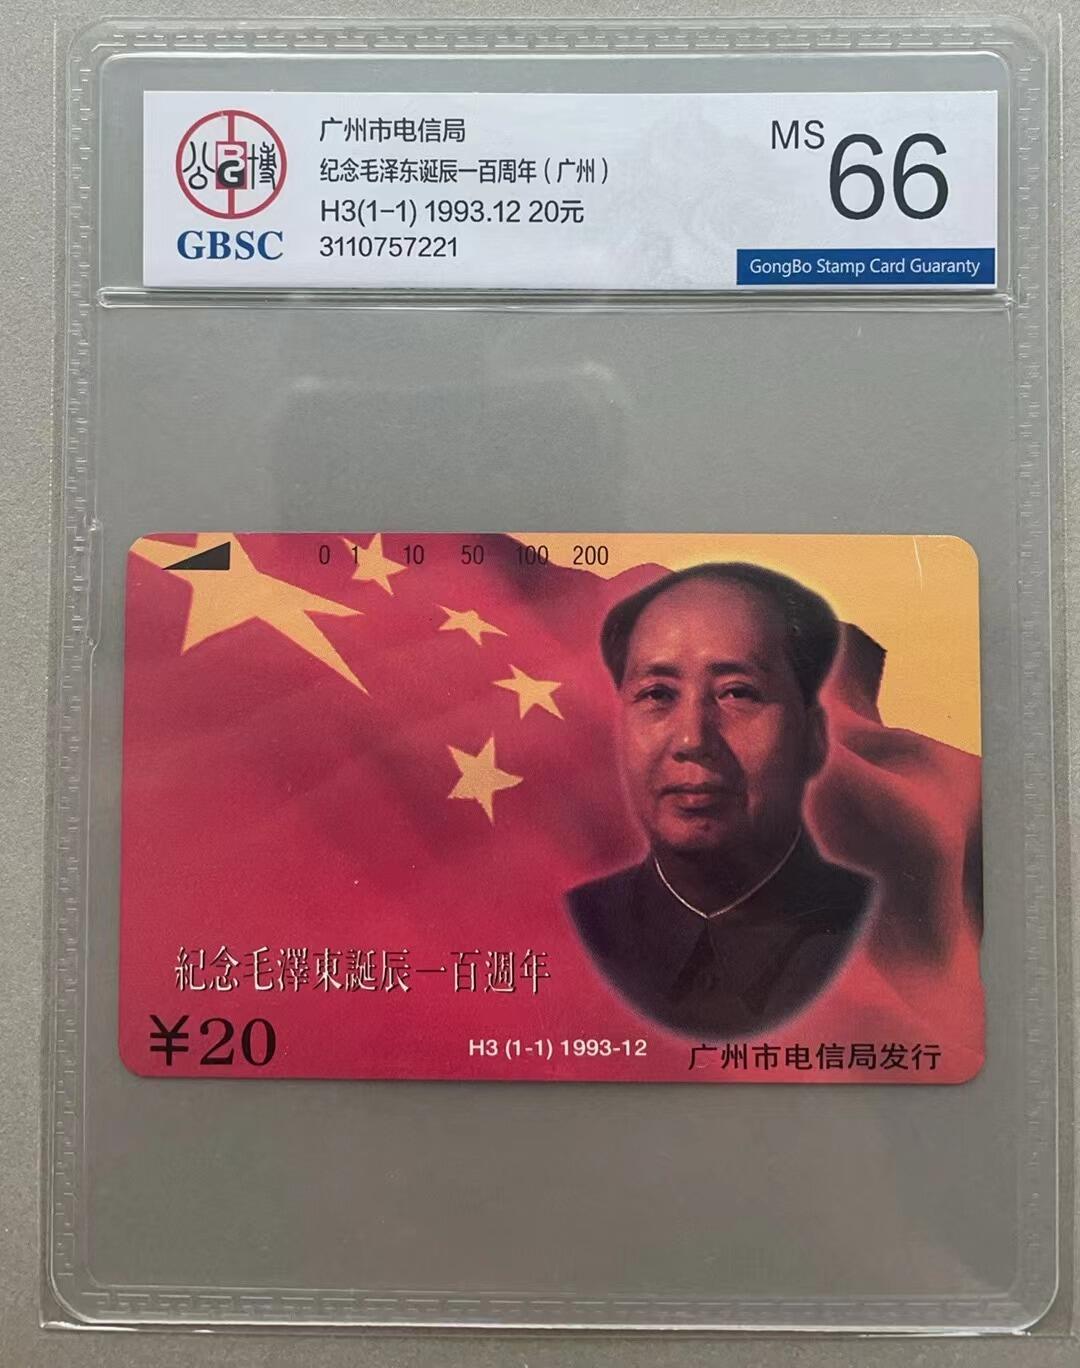 公博
BG
GBSC
广州市电信局
纪念毛泽东诞辰一百周年（广州）
H3(1-1) 1993.12 20元
3110757221
MS 66
GongBo Stamp Card Guaranty
0 1 10 50 100 200
紀念毛澤東誕辰一百週年
¥20
H3 (1-1) 1993-12
广州市电信局发行